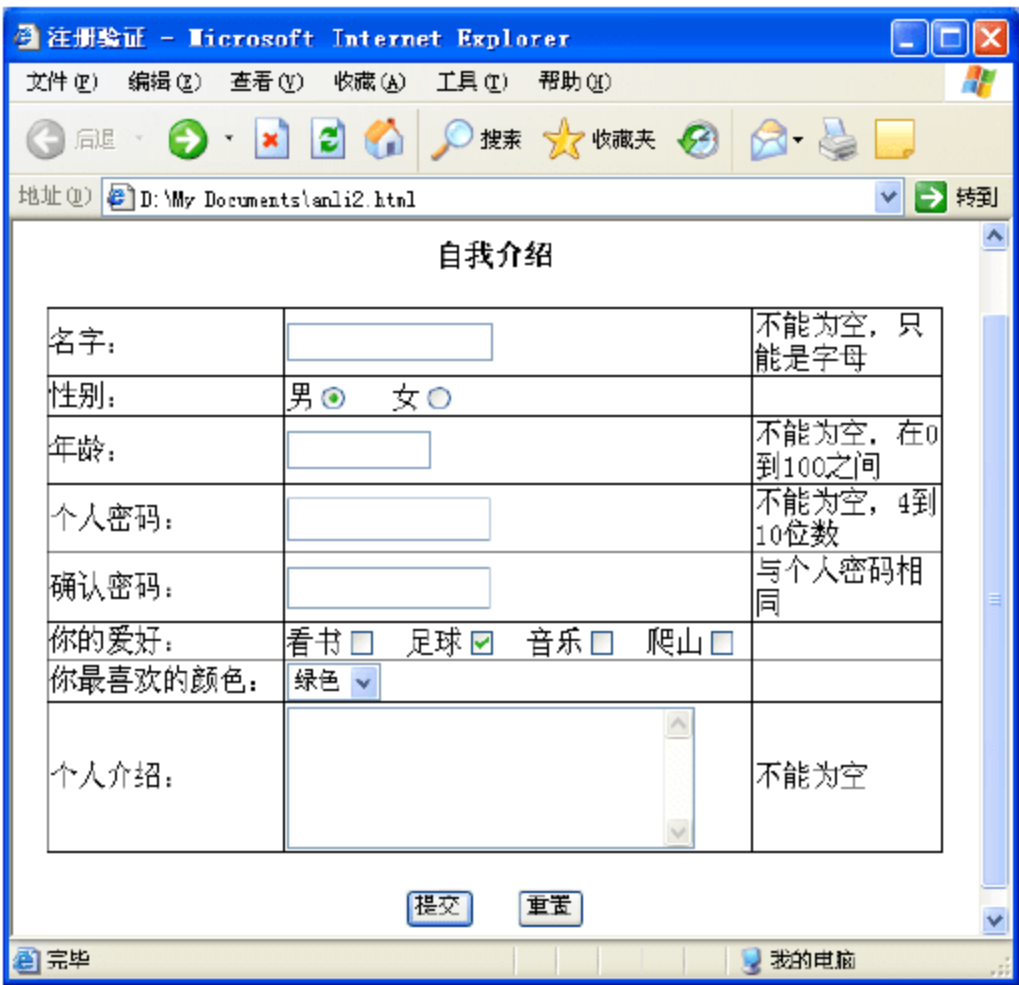 注册验证 - Microsoft Internet Explorer
文件(F) 编辑(E) 查看(V) 收藏(A) 工具(T) 帮助(H)
后退 搜索 收藏夹
地址(D) D:\My Documents\anli2.html 转到
自我介绍
名字： 不能为空，只
能是字母
性别： 男 女
年龄： 不能为空，在0
到100之间
个人密码： 不能为空，4到
10位数
确认密码： 与个人密码相
同
你的爱好： 看书 足球 音乐 爬山
你最喜欢的颜色： 绿色
个人介绍： 不能为空
提交 重置
完毕 我的电脑